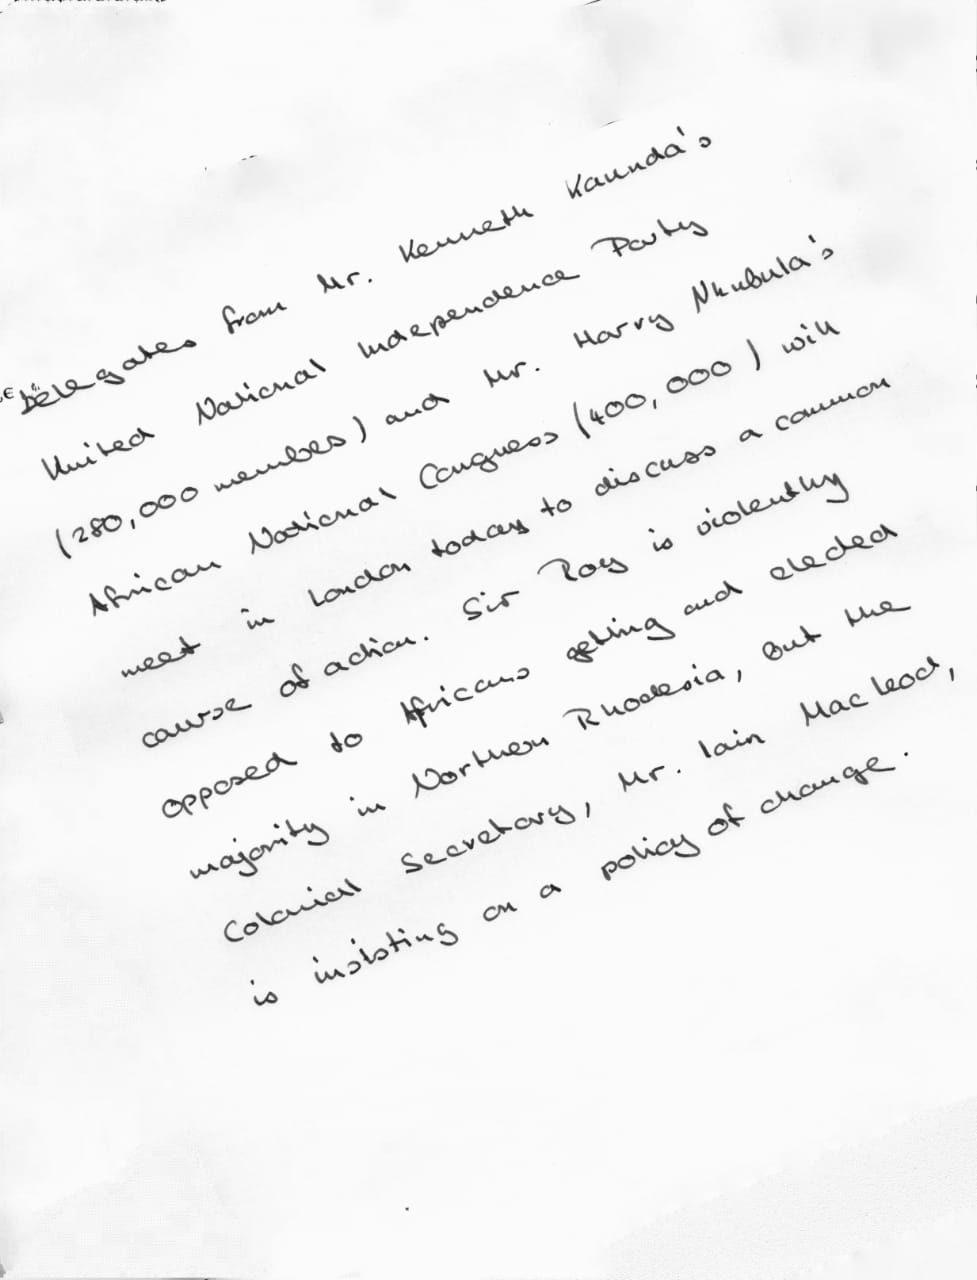 Delegates from Mr. Kenneth Kaunda's
United National Independence Party
(280,000 members) and Mr. Harry Nkubula's
African National Congress (400,000) will
meet in London today to discuss a common
course of action. Sir Roy is violently
opposed to Africans getting and elected
majority in Northern Rhodesia, but the
Colonial Secretary, Mr. Iain Macleod,
is insisting on a policy of change.